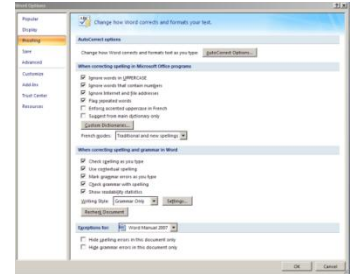 Word Options
Popular
Display
Proofing
Save
Advanced
Customize
Add-Ins
Trust Center
Resources
Change how Word corrects and formats your text.
AutoCorrect options
Change how Word corrects and formats text as you type: AutoCorrect Options...
When correcting spelling in Microsoft Office programs
Ignore words in UPPERCASE
Ignore words that contain numbers
Ignore Internet and file addresses
Flag repeated words
Enforce accented uppercase in French
Suggest from main dictionary only
Custom Dictionaries...
French modes: Traditional and new spellings
When correcting spelling and grammar in Word
Check spelling as you type
Use contextual spelling
Mark grammar errors as you type
Check grammar with spelling
Show readability statistics
Writing Style: Grammar Only Settings...
Recheck Document
Exceptions for: Word Manual 2007
Hide spelling errors in this document only
Hide grammar errors in this document only
OK Cancel